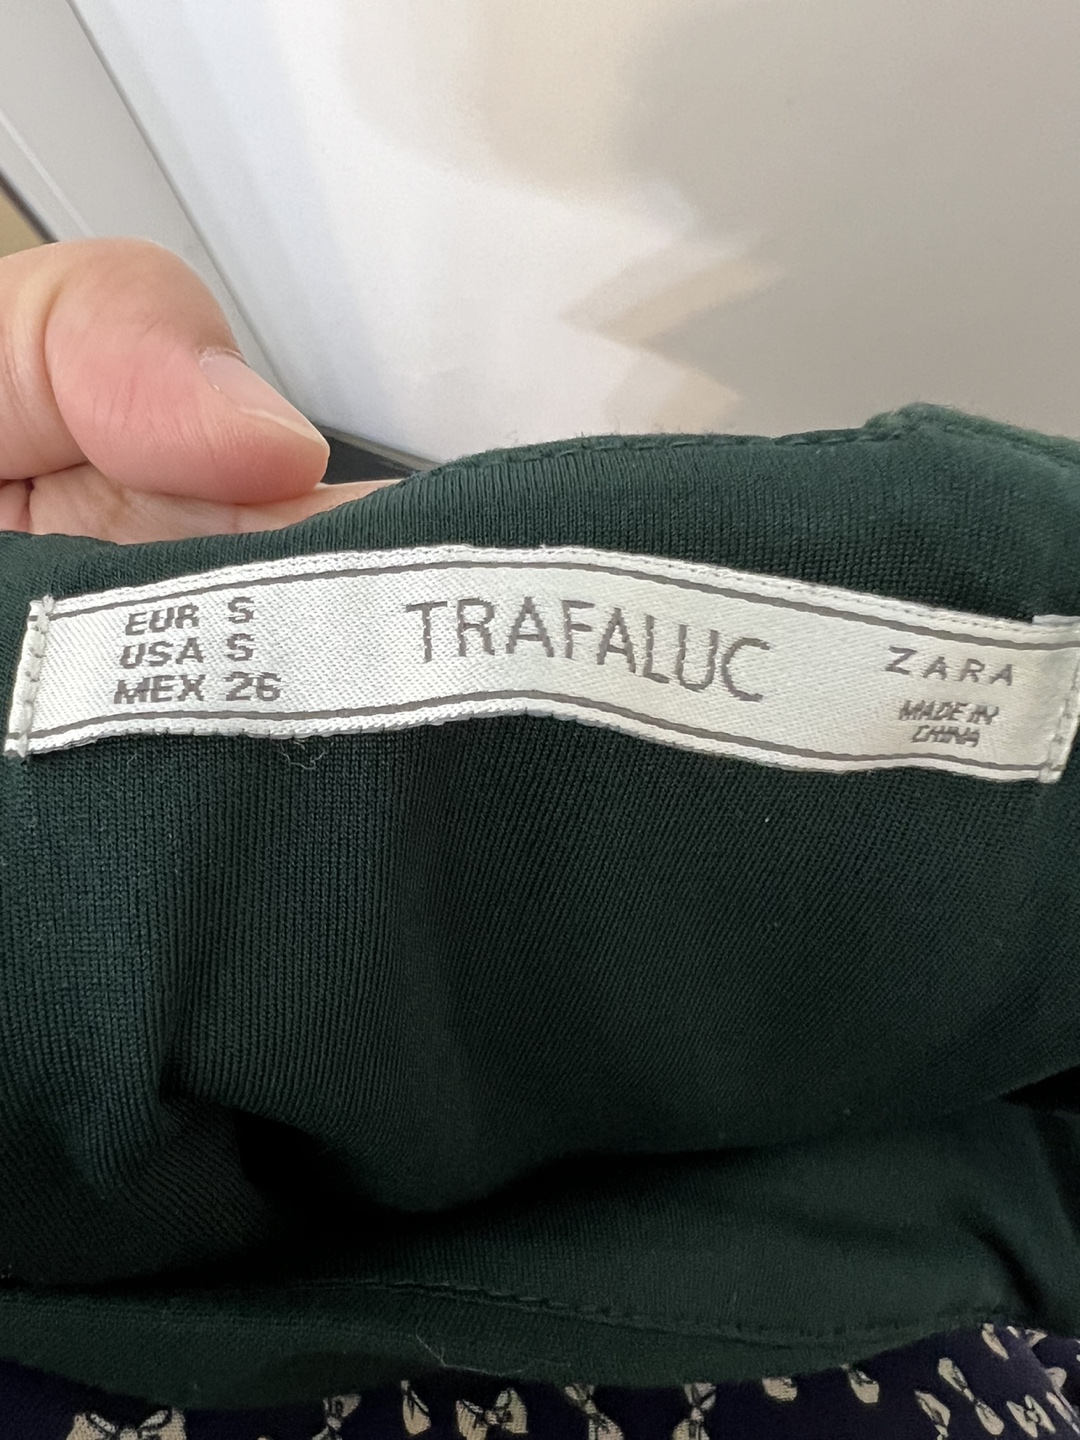 EUR S
USA S
MEX 26
TRAFALUC
ZARA
MADE IN
CHINA